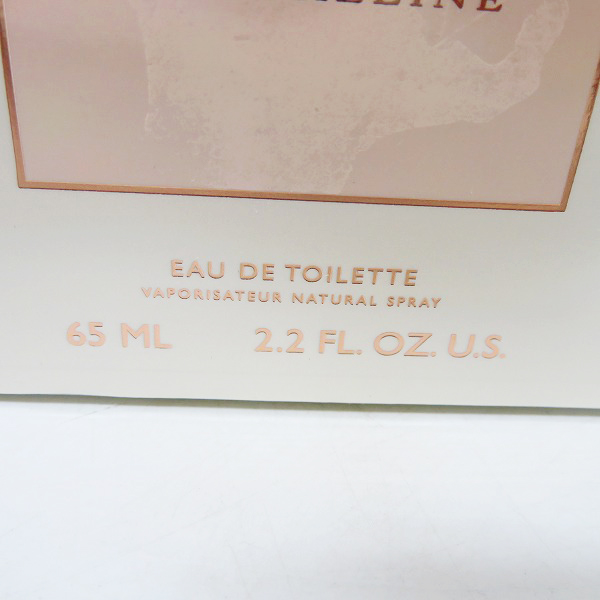 EAU DE TOILETTE
VAPORISATEUR NATURAL SPRAY
65 ML 2.2 FL. OZ. U.S.